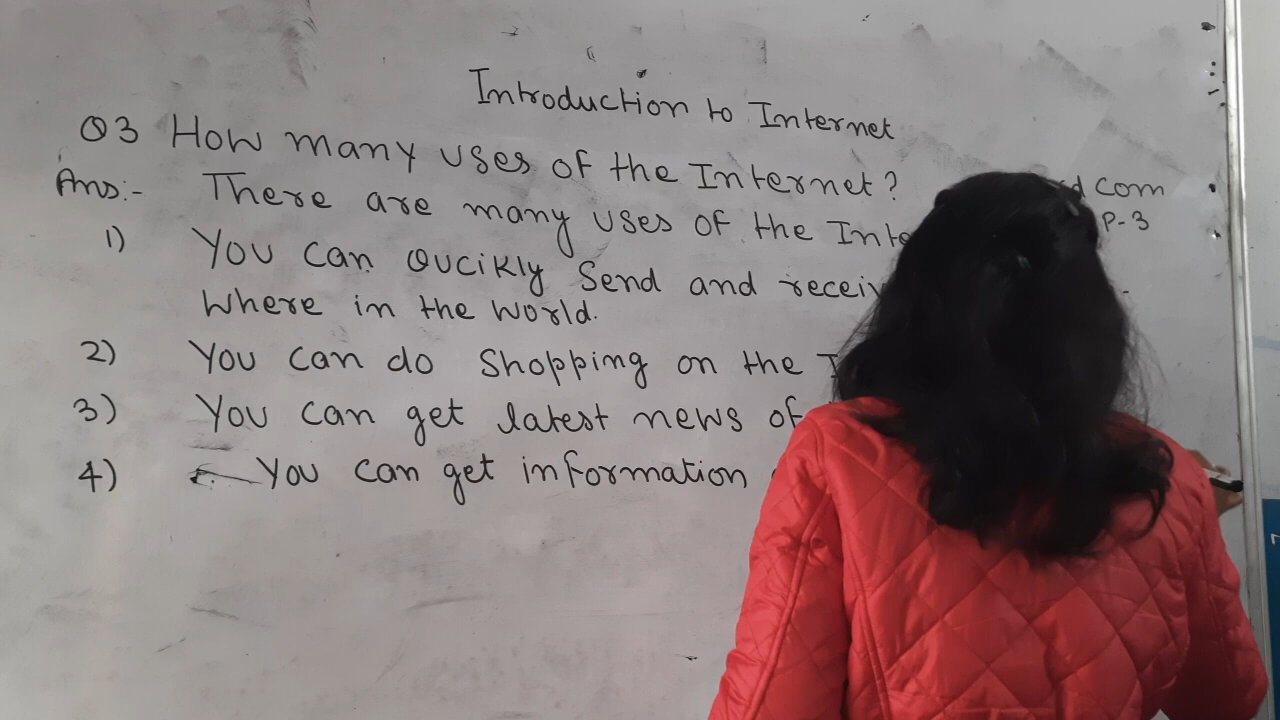 Introduction to Internet
Q3 How many uses of the Internet?
d Com
P-3
Ans:- There are many uses of the Inte
1) You can Qucikly Send and receiv
where in the world.
2) You can do Shopping on the I
3) You can get latest news of
4) You can get information